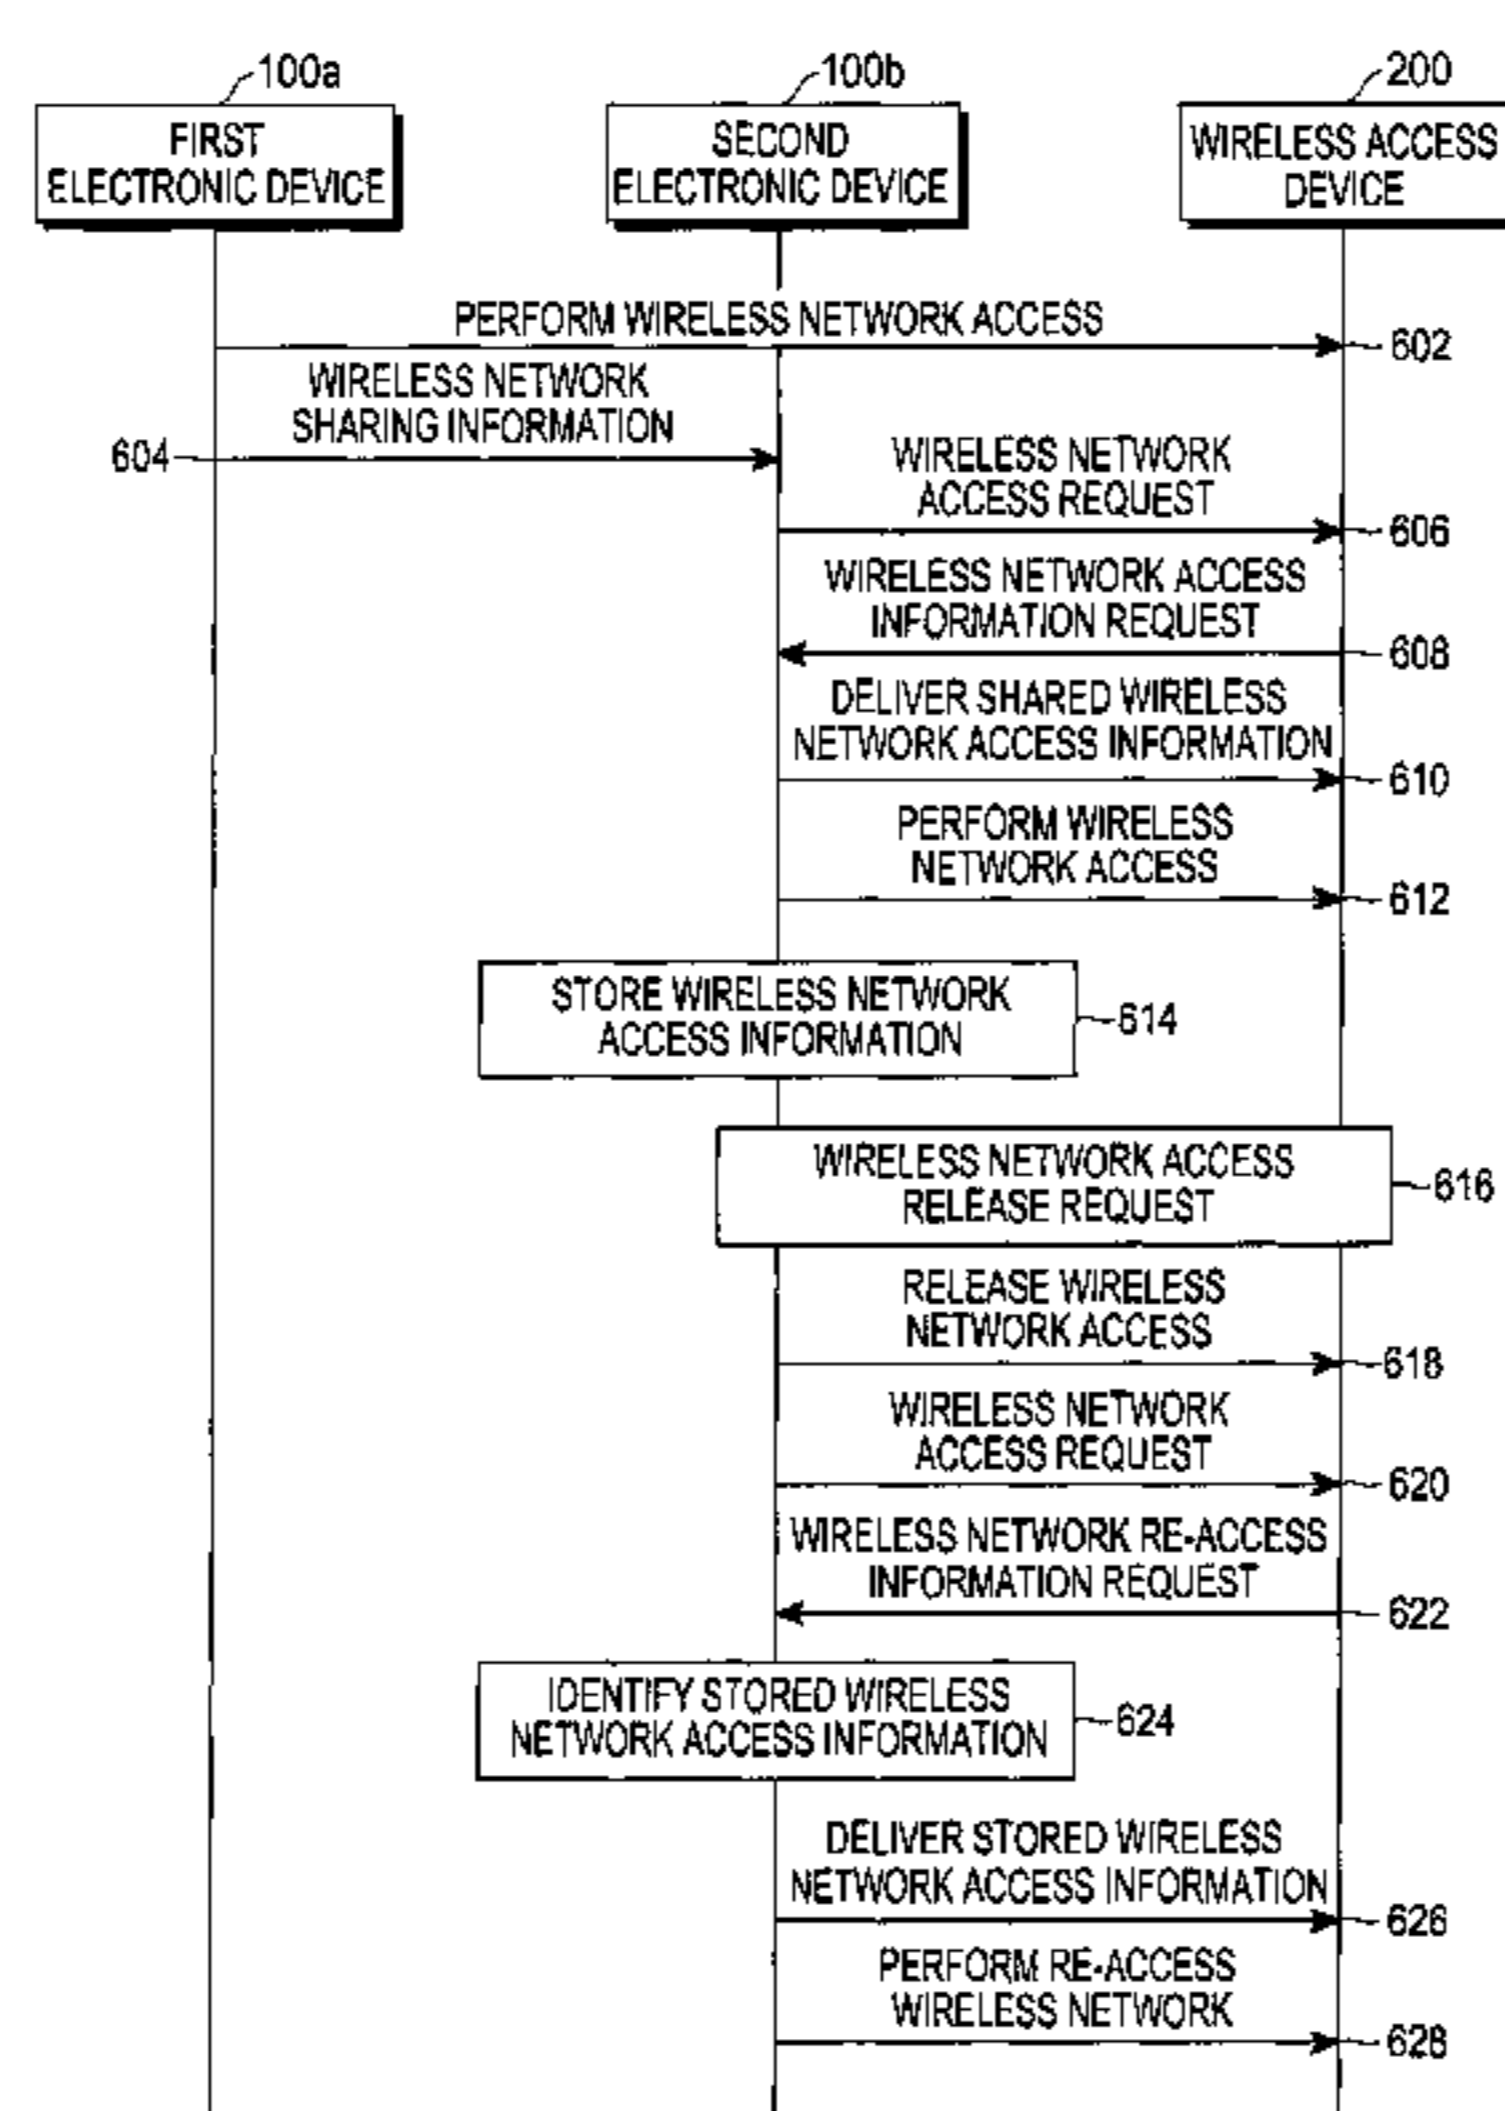 100a
100b
200
FIRST
ELECTRONIC DEVICE
SECOND
ELECTRONIC DEVICE
WIRELESS ACCESS
DEVICE
PERFORM WIRELESS NETWORK ACCESS
602
WIRELESS NETWORK
SHARING INFORMATION
604
WIRELESS NETWORK
ACCESS REQUEST
606
WIRELESS NETWORK ACCESS
INFORMATION REQUEST
608
DELIVER SHARED WIRELESS
NETWORK ACCESS INFORMATION
610
PERFORM WIRELESS
NETWORK ACCESS
612
STORE WIRELESS NETWORK
ACCESS INFORMATION
614
WIRELESS NETWORK ACCESS
RELEASE REQUEST
616
RELEASE WIRELESS
NETWORK ACCESS
618
WIRELESS NETWORK
ACCESS REQUEST
620
WIRELESS NETWORK RE-ACCESS
INFORMATION REQUEST
622
IDENTIFY STORED WIRELESS
NETWORK ACCESS INFORMATION
624
DELIVER STORED WIRELESS
NETWORK ACCESS INFORMATION
626
PERFORM RE-ACCESS
WIRELESS NETWORK
628